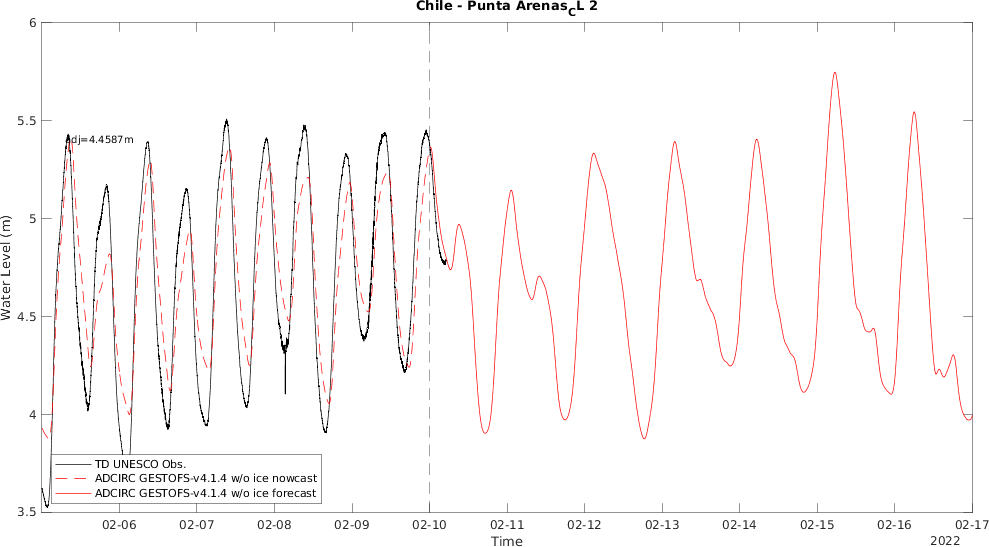 Chile - Punta Arenas_CL 2
6
5.5
5
4.5
4
3.5
Water Level (m)
dj=4.4587m
TD UNESCO Obs.
ADCIRC GESTOFS-v4.1.4 w/o ice nowcast
ADCIRC GESTOFS-v4.1.4 w/o ice forecast
02-06 02-07 02-08 02-09 02-10 02-11 02-12 02-13 02-14 02-15 02-16 02-17
Time
2022